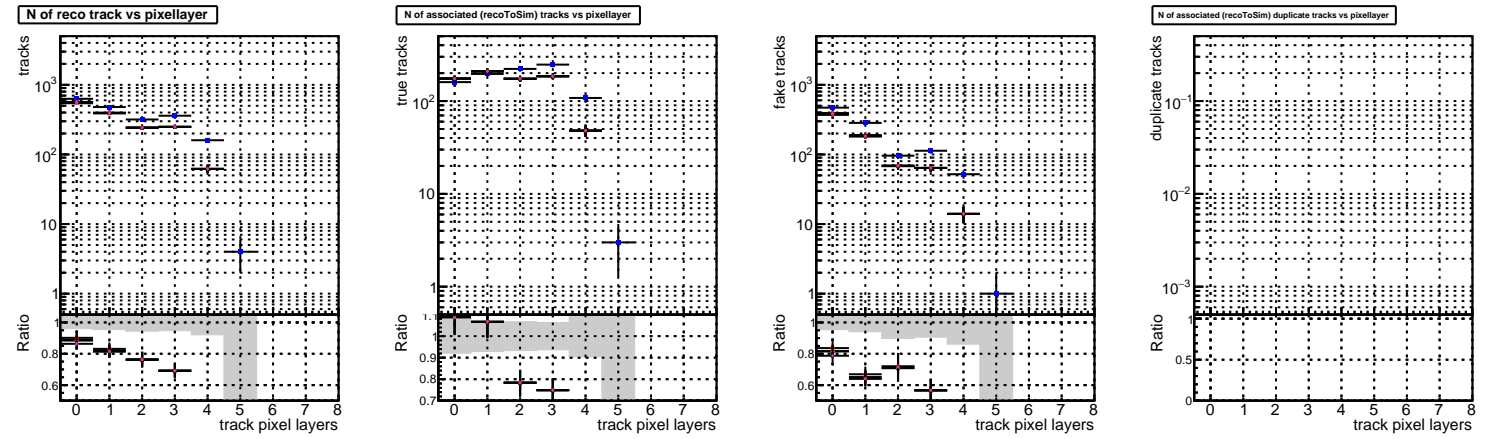 N of reco track vs pixellayer
tracks
10³
10²
10
1
Ratio
1
0.8
0.6
0 1 2 3 4 5 6 7 8
track pixel layers
N of associated (recoToSim) tracks vs pixellayer
true tracks
10²
10
1
Ratio
1.1
1
0.9
0.8
0.7
0 1 2 3 4 5 6 7 8
track pixel layers
fake tracks
10³
10²
10
1
Ratio
1
0.8
0.6
0 1 2 3 4 5 6 7 8
track pixel layers
N of associated (recoToSim) duplicate tracks vs pixellayer
duplicate tracks
10⁻¹
10⁻²
10⁻³
Ratio
1
0.5
0
0 1 2 3 4 5 6 7 8
track pixel layers